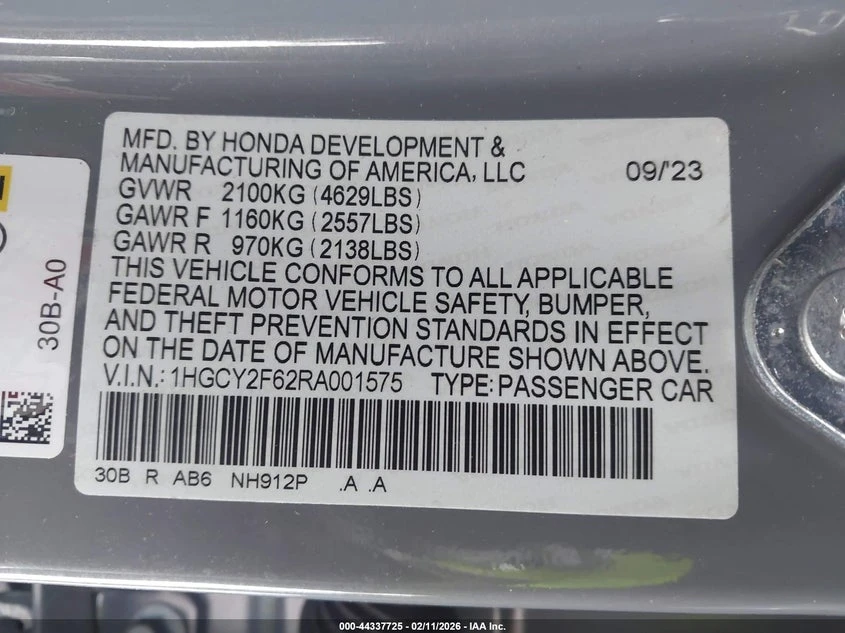 MFD. BY HONDA DEVELOPMENT &
MANUFACTURING OF AMERICA, LLC 09/'23
GVWR 2100KG (4629LBS)
GAWR F 1160KG (2557LBS)
GAWR R 970KG (2138LBS)
THIS VEHICLE CONFORMS TO ALL APPLICABLE
FEDERAL MOTOR VEHICLE SAFETY, BUMPER,
AND THEFT PREVENTION STANDARDS IN EFFECT
ON THE DATE OF MANUFACTURE SHOWN ABOVE.
V.I.N.: 1HGCY2F62RA001575 TYPE: PASSENGER CAR
30B R AB6 NH912P .A .A
30B-A0
000-44337725 - 02/11/2026 - IAA Inc.